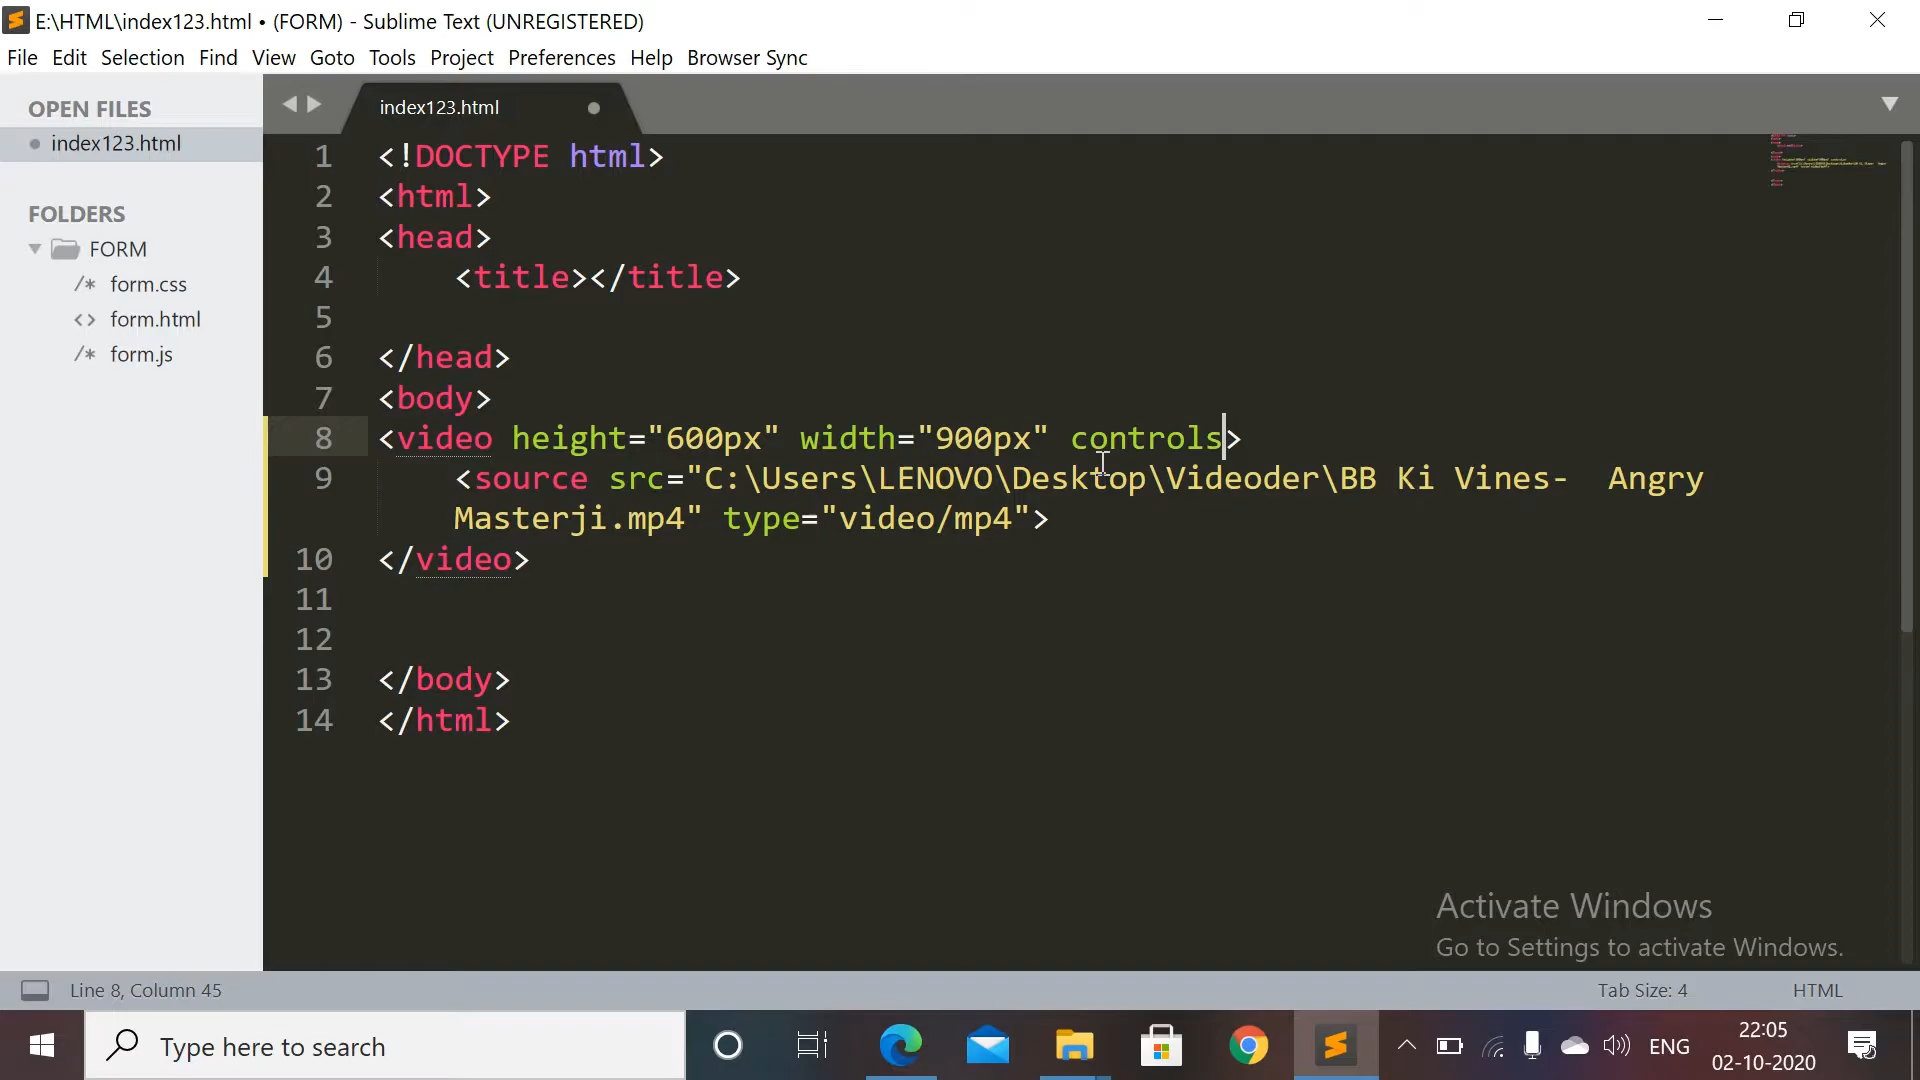 E:\HTML\index123.html • (FORM) - Sublime Text (UNREGISTERED)
File Edit Selection Find View Goto Tools Project Preferences Help Browser Sync
OPEN FILES
index123.html
FOLDERS
FORM
/* form.css
<> form.html
/* form.js
index123.html
1 <!DOCTYPE html>
2 <html>
3 <head>
4 <title></title>
5
6 </head>
7 <body>
8 <video height="600px" width="900px" controls>
9 <source src="C:\Users\LENOVO\Desktop\Videoder\BB Ki Vines-  Angry
Masterji.mp4" type="video/mp4">
10 </video>
11
12
13 </body>
14 </html>
Activate Windows
Go to Settings to activate Windows.
Line 8, Column 45 Tab Size: 4 HTML
Type here to search
ENG
22:05
02-10-2020